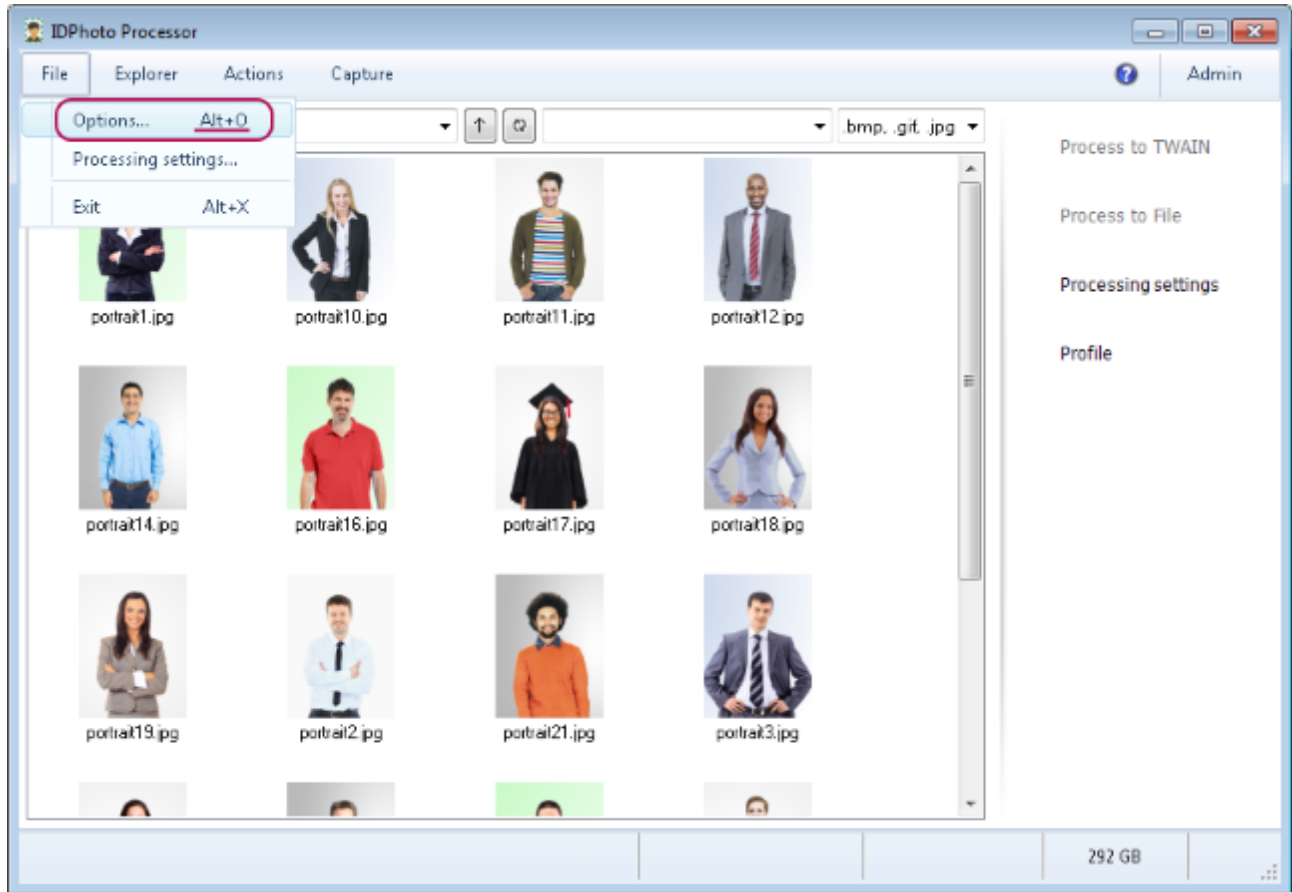 IDPhoto Processor
File Explorer Actions Capture Admin
Options... Alt+O
.bmp, .gif, .jpg
Processing settings...
Exit Alt+X
Process to TWAIN
Process to File
Processing settings
Profile
portrait1.jpg portrait10.jpg portrait11.jpg portrait12.jpg
portrait14.jpg portrait16.jpg portrait17.jpg portrait18.jpg
portrait19.jpg portrait2.jpg portrait21.jpg portrait3.jpg
292 GB